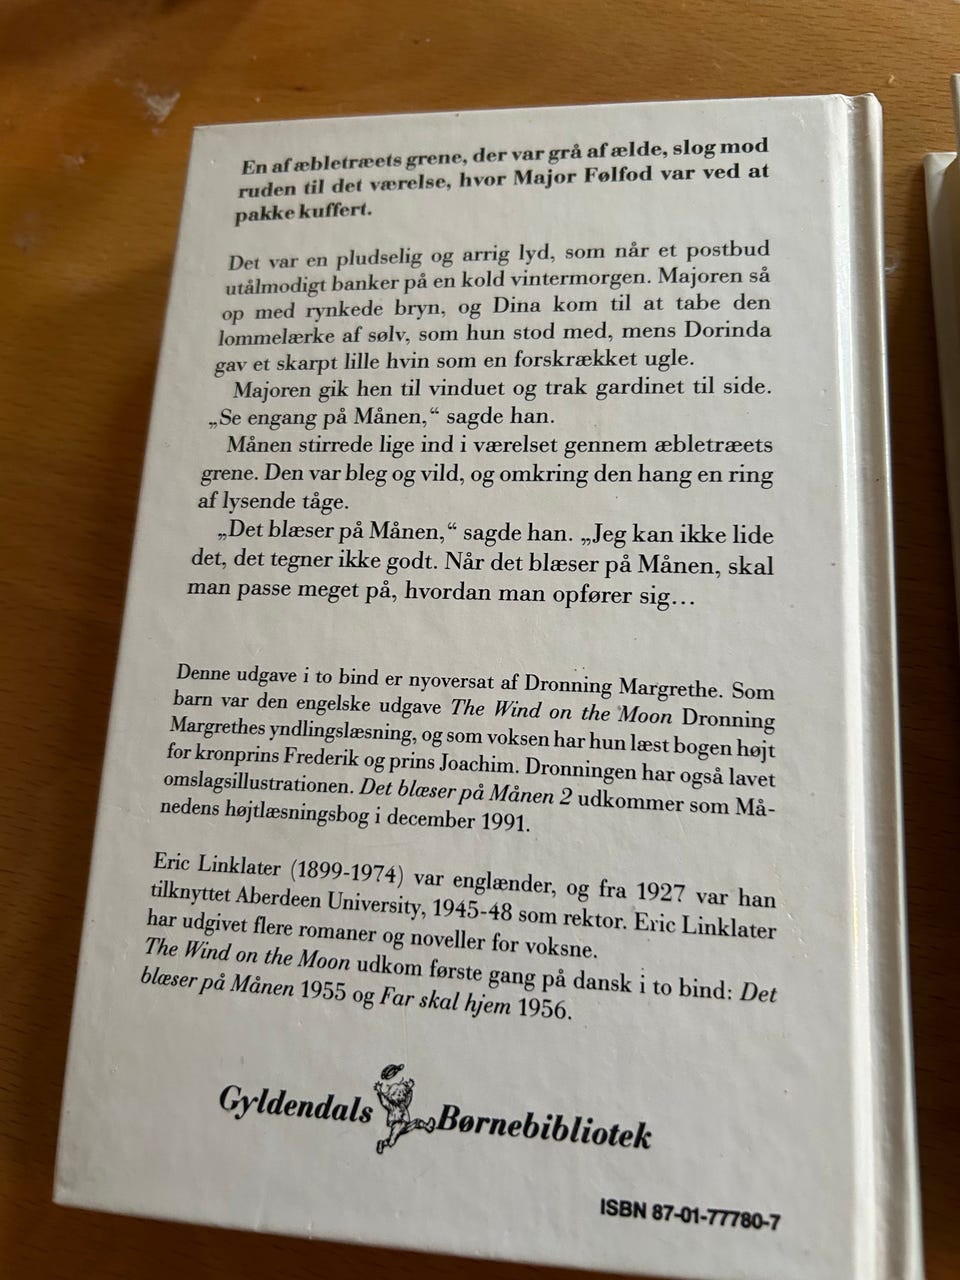 En af æbletræets grene, der var grå af ælde, slog mod
ruden til det værelse, hvor Major Følfod var ved at
pakke kuffert.
Det var en pludselig og arrig lyd, som når et postbud
utålmodigt banker på en kold vintermorgen. Majoren så
op med rynkede bryn, og Dina kom til at tabe den
lommelærke af sølv, som hun stod med, mens Dorinda
gav et skarpt lille hvin som en forskrækket ugle.
Majoren gik hen til vinduet og trak gardinet til side.
„Se engang på Månen,“ sagde han.
Månen stirrede lige ind i værelset gennem æbletræets
grene. Den var bleg og vild, og omkring den hang en ring
af lysende tåge.
„Det blæser på Månen,“ sagde han. „Jeg kan ikke lide
det, det tegner ikke godt. Når det blæser på Månen, skal
man passe meget på, hvordan man opfører sig...
Denne udgave i to bind er nyoversat af Dronning Margrethe. Som
barn var den engelske udgave The Wind on the Moon Dronning
Margrethes yndlingslæsning, og som voksen har hun læst bogen højt
for kronprins Frederik og prins Joachim. Dronningen har også lavet
omslagsillustrationen. Det blæser på Månen 2 udkommer som Må-
nedens højtlæsningsbog i december 1991.
Eric Linklater (1899-1974) var englænder, og fra 1927 var han
tilknyttet Aberdeen University, 1945-48 som rektor. Eric Linklater
har udgivet flere romaner og noveller for voksne.
The Wind on the Moon udkom første gang på dansk i to bind: Det
blæser på Månen 1955 og Far skal hjem 1956.
Gyldendals Børnebibliotek
ISBN 87-01-77780-7